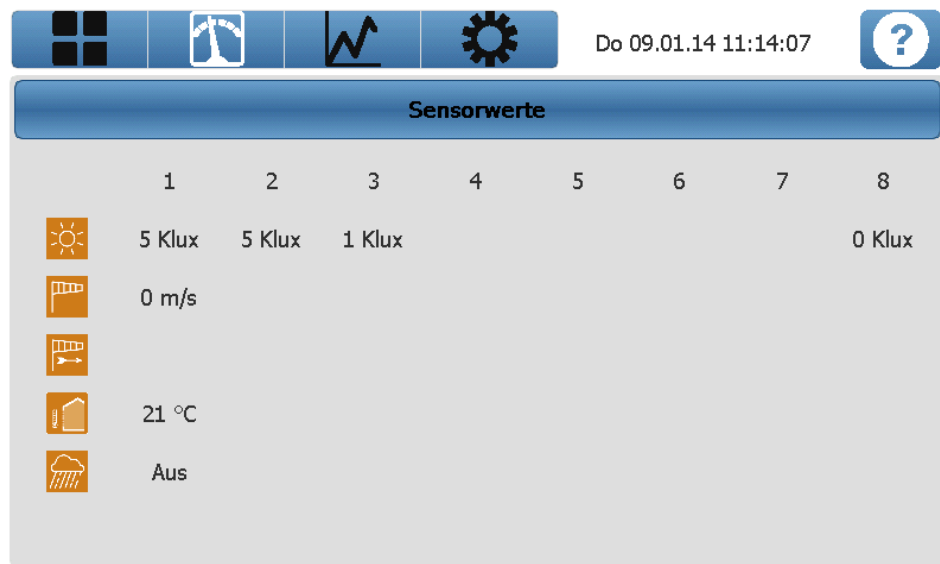 Do 09.01.14 11:14:07 ?
Sensorwerte
1 2 3 4 5 6 7 8
5 Klux 5 Klux 1 Klux 0 Klux
0 m/s
21 °C
Aus